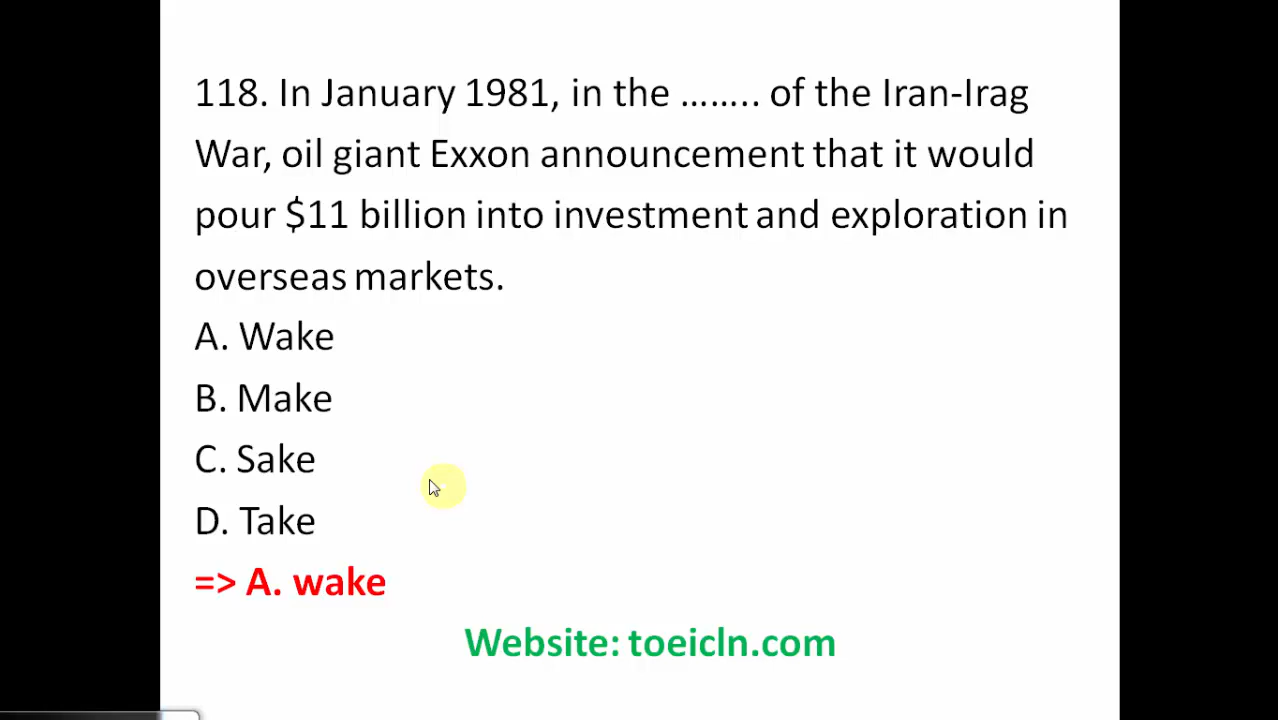 118. In January 1981, in the …….. of the Iran-Irag
War, oil giant Exxon announcement that it would
pour $11 billion into investment and exploration in
overseas markets.
A. Wake
B. Make
C. Sake
D. Take
=> A. wake
Website: toeicln.com